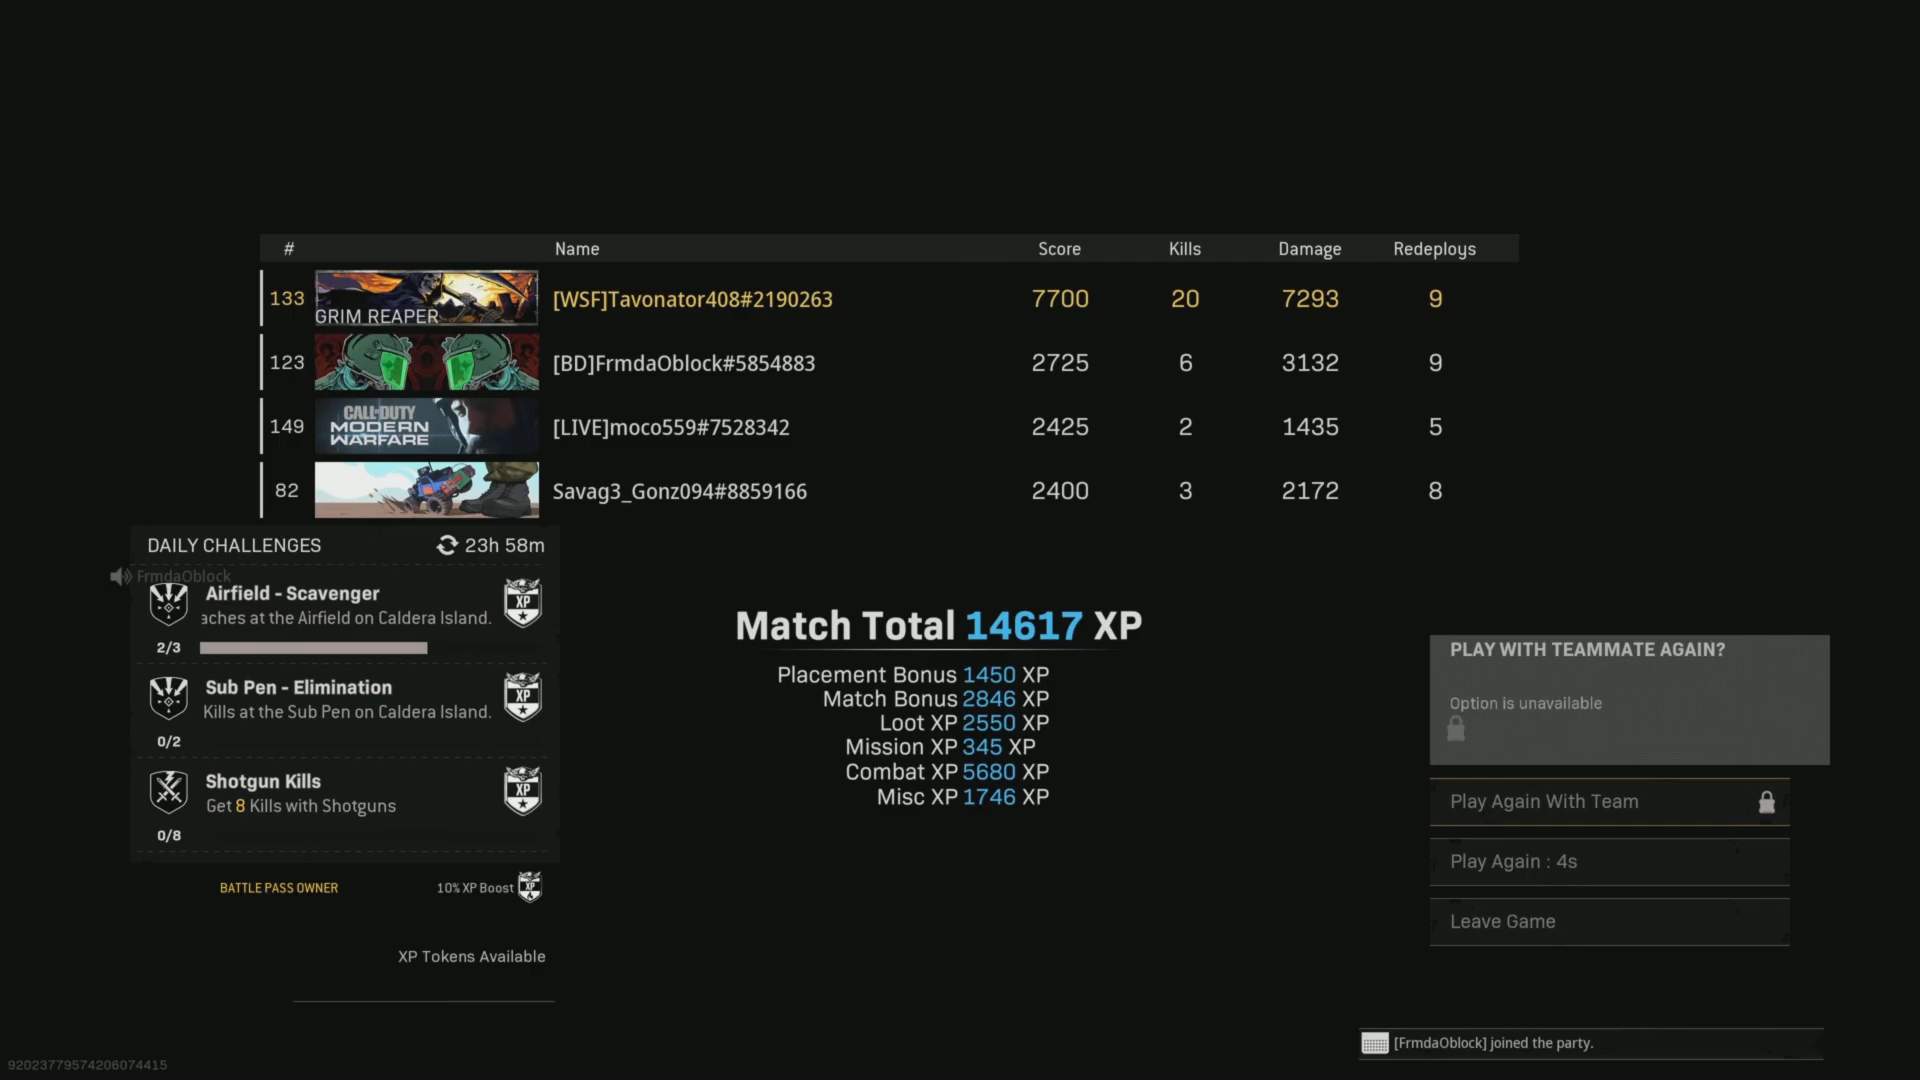 # Name Score Kills Damage Redeploys
133 GRIM REAPER [WSF]Tavonator408#2190263 7700 20 7293 9
123 [BD]FrmdaOblock#5854883 2725 6 3132 9
149 CALL OF DUTY MODERN WARFARE [LIVE]moco559#7528342 2425 2 1435 5
82 Savag3_Gonz094#8859166 2400 3 2172 8
DAILY CHALLENGES 23h 58m
FrmdaOblock
Airfield - Scavenger XP
aches at the Airfield on Caldera Island.
2/3
Sub Pen - Elimination XP
Kills at the Sub Pen on Caldera Island.
0/2
Shotgun Kills XP
Get 8 Kills with Shotguns
0/8
BATTLE PASS OWNER 10% XP Boost XP
XP Tokens Available
Match Total 14617 XP
Placement Bonus 1450 XP
Match Bonus 2846 XP
Loot XP 2550 XP
Mission XP 345 XP
Combat XP 5680 XP
Misc XP 1746 XP
PLAY WITH TEAMMATE AGAIN?
Option is unavailable
Play Again With Team
Play Again : 4s
Leave Game
[FrmdaOblock] joined the party.
92023779574206074415